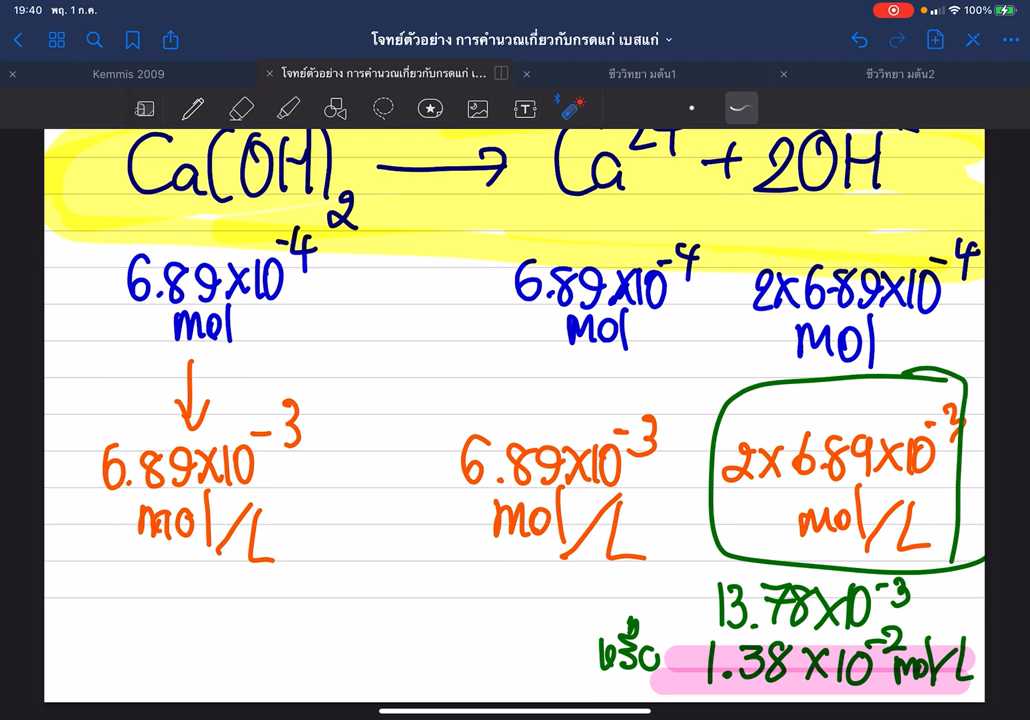 19:40 พฤ. 1 ก.ค. 100%
โจทย์ตัวอย่าง การคำนวณเกี่ยวกับกรดแก่ เบสแก่
Kemmis 2009 โจทย์ตัวอย่าง การคำนวณเกี่ยวกับกรดแก่ เ... ชีววิทยา มต้น1 ชีววิทยา มต้น2
Ca(OH)₂ ⟶ Ca²⁺ + 2OH⁻
6.89×10⁻⁴ 6.89×10⁻⁴ 2×6.89×10⁻⁴
mol mol mol
6.89×10⁻³ 6.89×10⁻³ 2×6.89×10⁻³
mol/L mol/L mol/L
13.78×10⁻³
หรือ 1.38×10⁻² mol/L